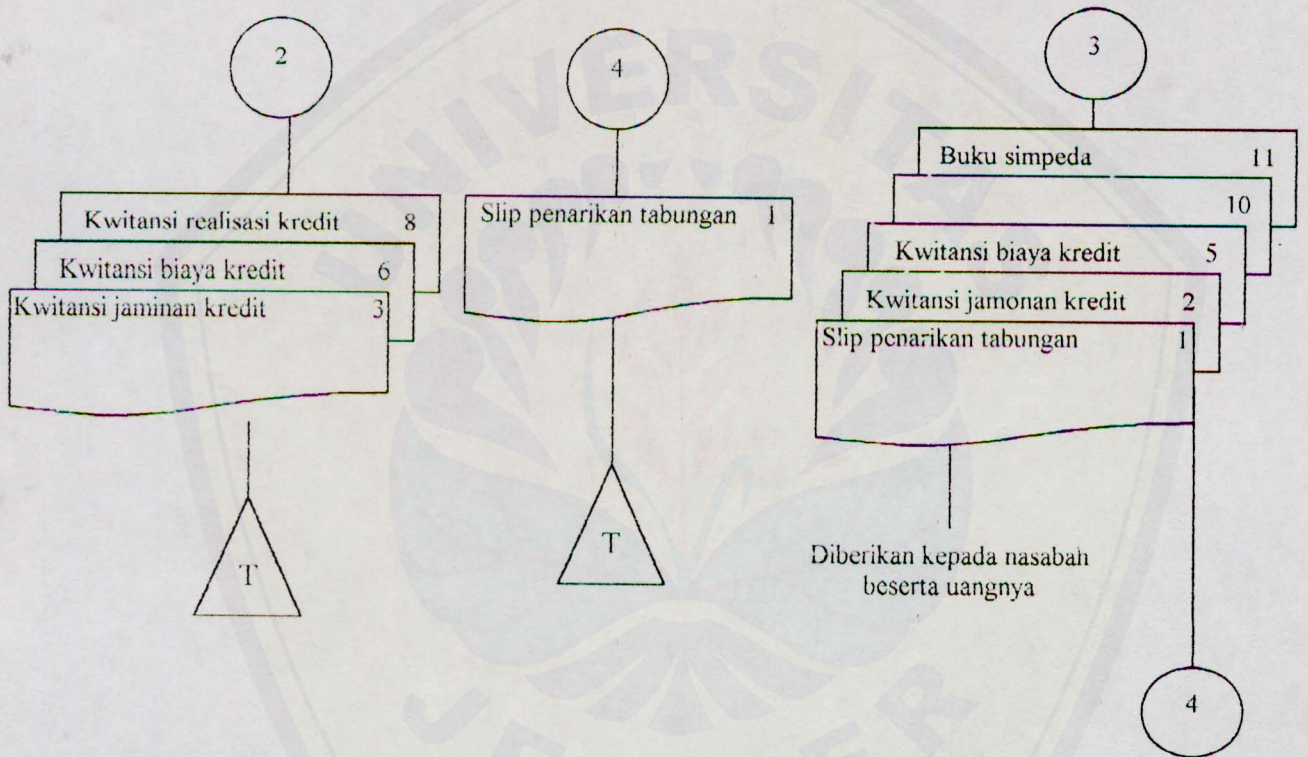 2
Kwitansi realisasi kredit 8
Kwitansi biaya kredit 6
Kwitansi jaminan kredit 3
T
4
Slip penarikan tabungan 1
T
3
Buku simpeda 11
10
Kwitansi biaya kredit 5
Kwitansi jamonan kredit 2
Slip penarikan tabungan 1
Diberikan kepada nasabah
beserta uangnya
4
UNIVERSITAS
JEMBER